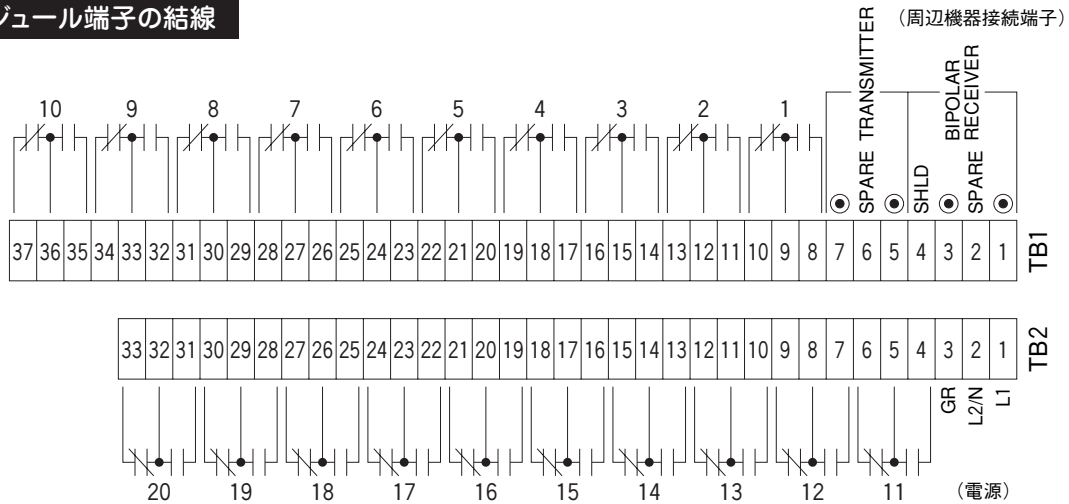 ジュール端子の結線
(周辺機器接続端子)
10 9 8 7 6 5 4 3 2 1
SPARE TRANSMITTER
SHLD
BIPOLAR
SPARE RECEIVER
37 36 35 34 33 32 31 30 29 28 27 26 25 24 23 22 21 20 19 18 17 16 15 14 13 12 11 10 9 8 7 6 5 4 3 2 1
TB1
33 32 31 30 29 28 27 26 25 24 23 22 21 20 19 18 17 16 15 14 13 12 11 10 9 8 7 6 5 4 3 2 1
TB2
GR
L2/N
L1
20 19 18 17 16 15 14 13 12 11
(電源)